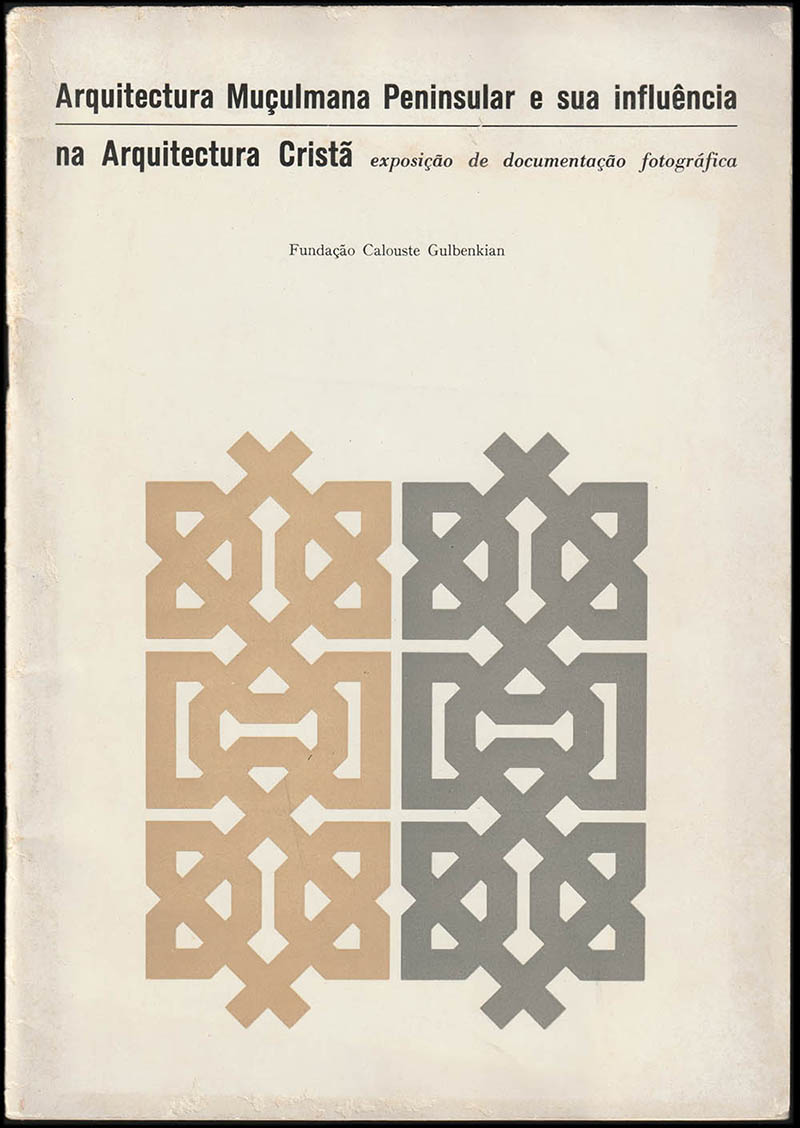 Arquitectura Muçulmana Peninsular e sua influência
na Arquitectura Cristã exposição de documentação fotográfica
Fundação Calouste Gulbenkian